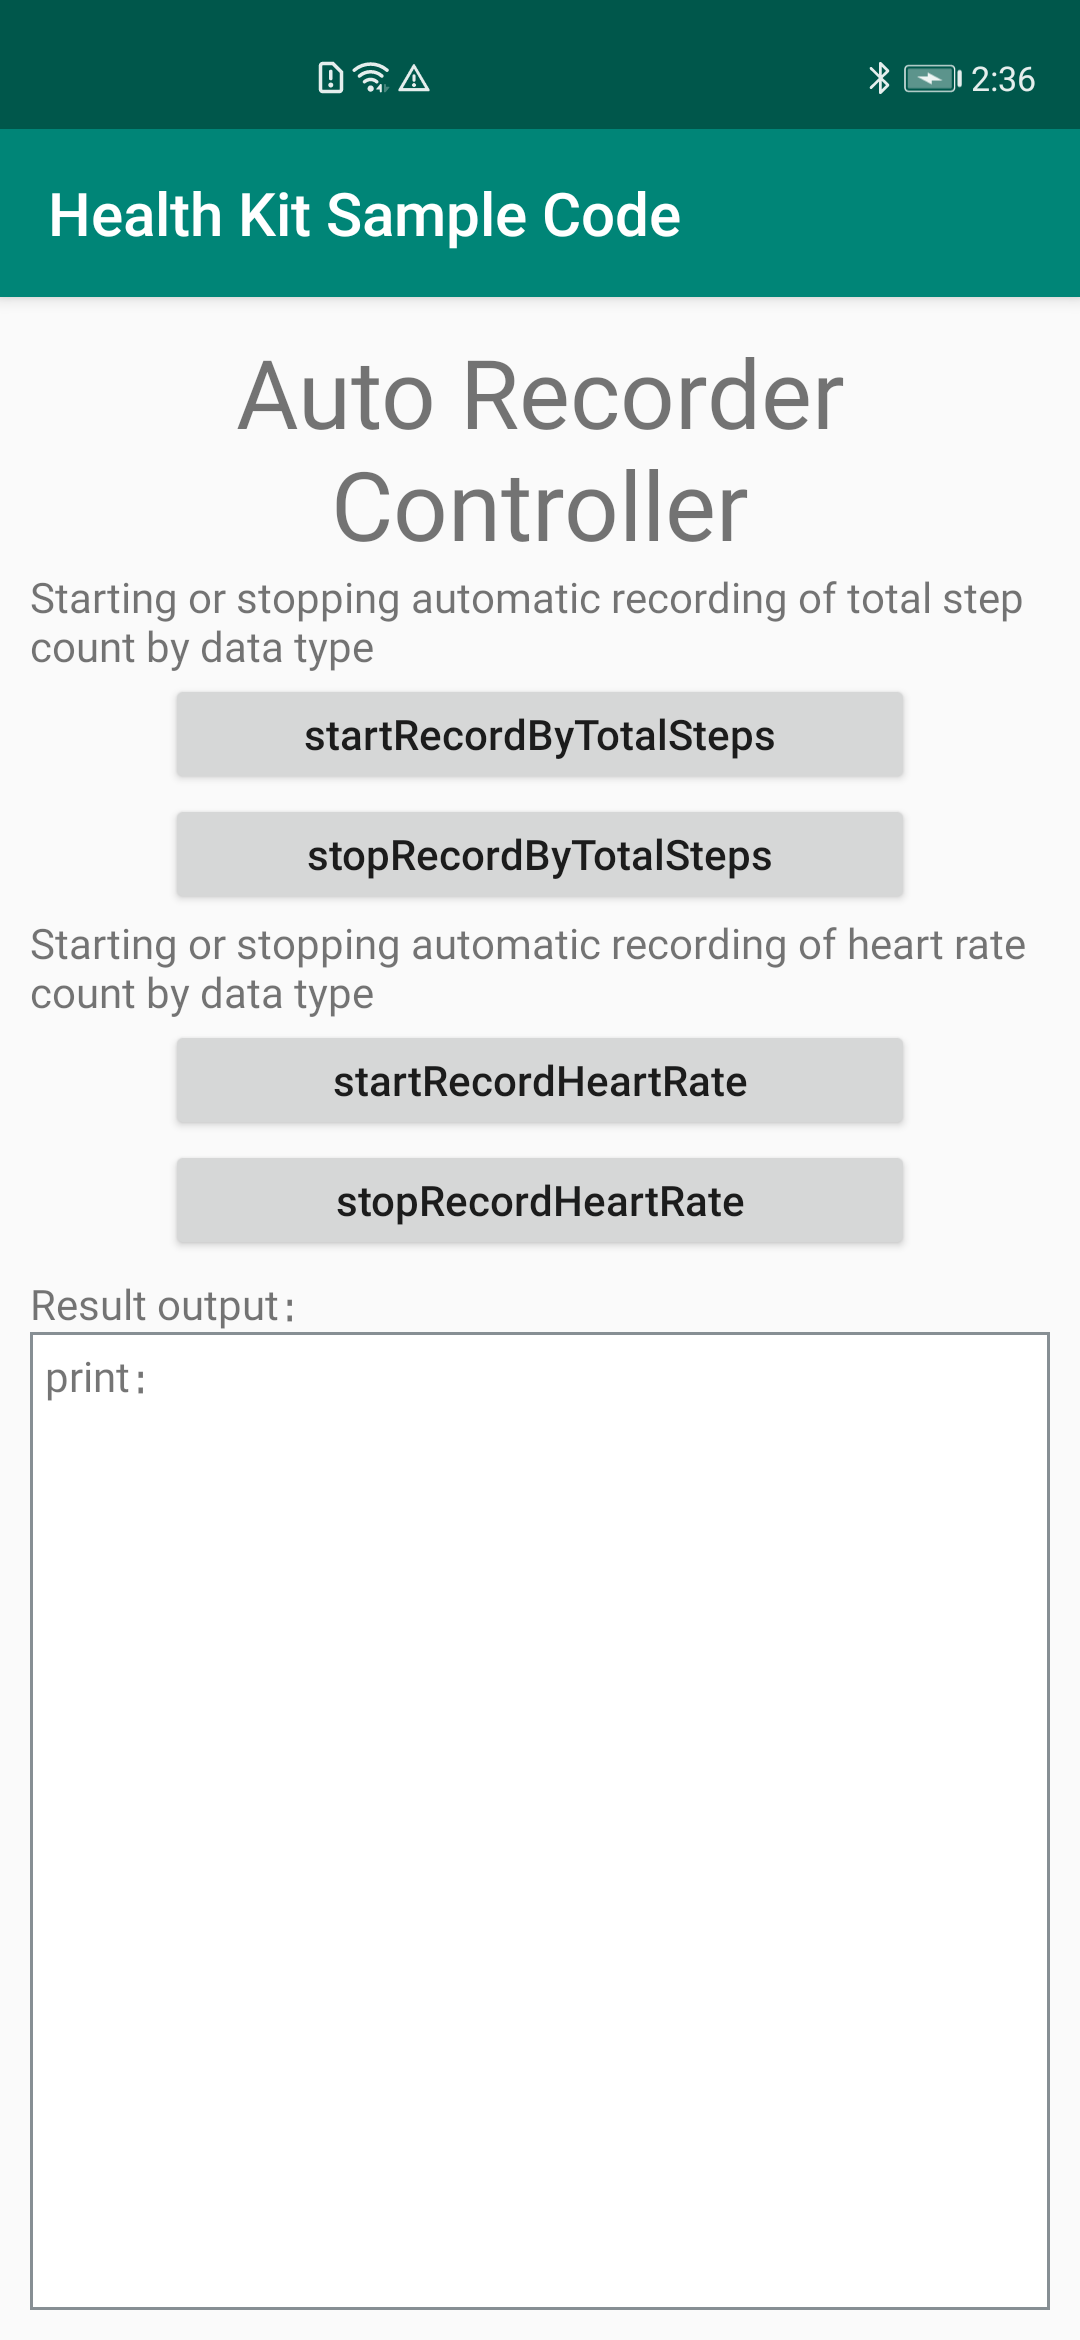 2:36
Health Kit Sample Code
Auto Recorder
Controller
Starting or stopping automatic recording of total step
count by data type
startRecordByTotalSteps
stopRecordByTotalSteps
Starting or stopping automatic recording of heart rate
count by data type
startRecordHeartRate
stopRecordHeartRate
Result output:
print: